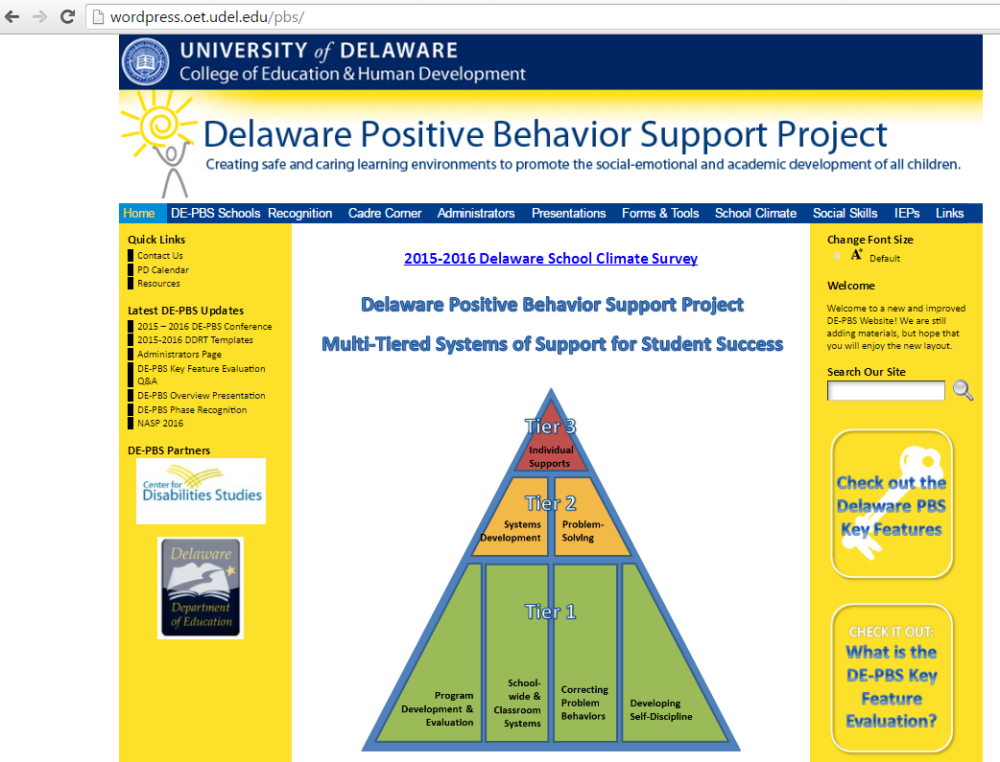 wordpress.oet.udel.edu/pbs/
UNIVERSITY of DELAWARE
College of Education & Human Development
Delaware Positive Behavior Support Project
Creating safe and caring learning environments to promote the social-emotional and academic development of all children.
Home DE-PBS Schools Recognition Cadre Corner Administrators Presentations Forms & Tools School Climate Social Skills IEPs Links
Quick Links
Contact Us
PD Calendar
Resources
Latest DE-PBS Updates
2015 – 2016 DE-PBS Conference
2015-2016 DDRT Templates
Administrators Page
DE-PBS Key Feature Evaluation
Q&A
DE-PBS Overview Presentation
DE-PBS Phase Recognition
NASP 2016
DE-PBS Partners
Center for
Disabilities Studies
Delaware
Department
of Education
2015-2016 Delaware School Climate Survey
Delaware Positive Behavior Support Project
Multi-Tiered Systems of Support for Student Success
Tier 3
Individual
Supports
Tier 2
Systems
Development
Problem-
Solving
Tier 1
Program
Development &
Evaluation
School-
wide &
Classroom
Systems
Correcting
Problem
Behaviors
Developing
Self-Discipline
Change Font Size
A+ Default
Welcome
Welcome to a new and improved
DE-PBS Website! We are still
adding materials, but hope that
you will enjoy the new layout.
Search Our Site
Check out the
Delaware PBS
Key Features
CHECK IT OUT:
What is the
DE-PBS Key
Feature
Evaluation?